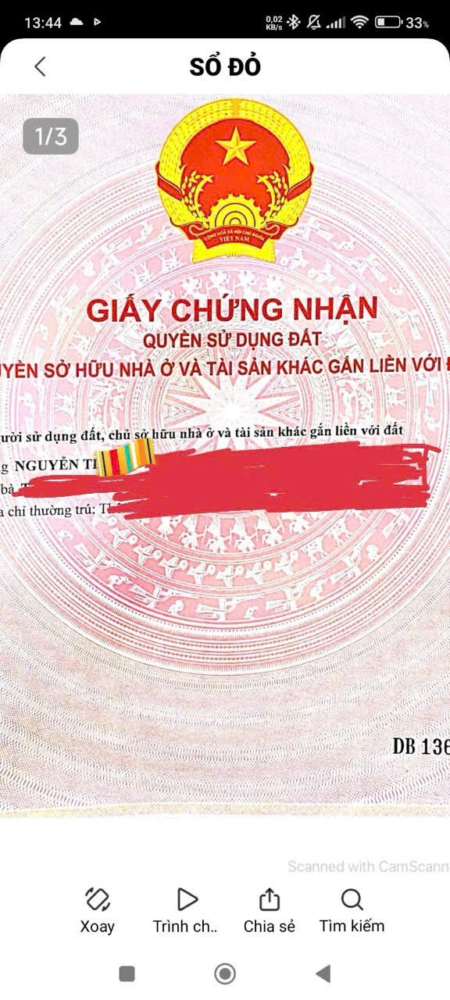 13:44
0,02 KB/s
33%
SỔ ĐỎ
1/3
CỘNG HOÀ XÃ HỘI CHỦ NGHĨA
VIỆT NAM
GIẤY CHỨNG NHẬN
QUYỀN SỬ DỤNG ĐẤT
YỀN SỞ HỮU NHÀ Ở VÀ TÀI SẢN KHÁC GẮN LIỀN VỚI
ười sử dụng đất, chủ sở hữu nhà ở và tài sản khác gắn liền với đất
g NGUYỄN T
bà
chỉ thường trú: T
DB 136
Scanned with CamScann
Xoay
Trình ch..
Chia sẻ
Tìm kiếm